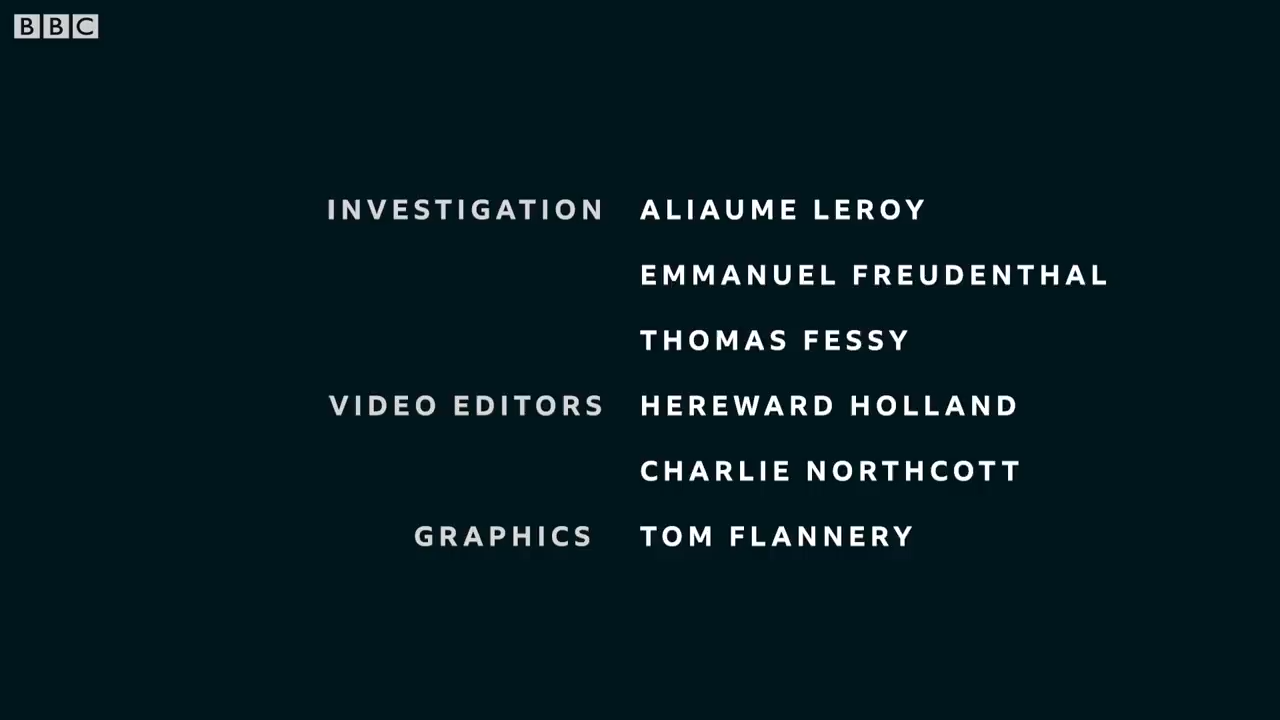 BBC
INVESTIGATION ALIAUME LEROY
EMMANUEL FREUDENTHAL
THOMAS FESSY
VIDEO EDITORS HEREWARD HOLLAND
CHARLIE NORTHCOTT
GRAPHICS TOM FLANNERY